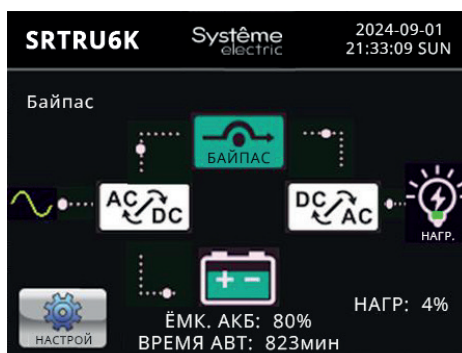 SRTRU6K
Systême
electric
2024-09-01
21:33:09 SUN
Байпас
БАЙПАС
AC
DC
DC
AC
НАГР.
+ -
НАСТРОЙ
ЁМК. АКБ: 80%
ВРЕМЯ АВТ: 823мин
НАГР: 4%